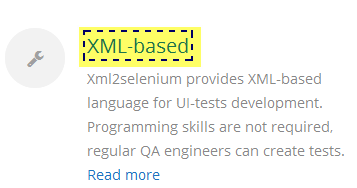 XML-based
Xml2selenium provides XML-based
language for UI-tests development.
Programming skills are not required,
regular QA engineers can create tests.
Read more